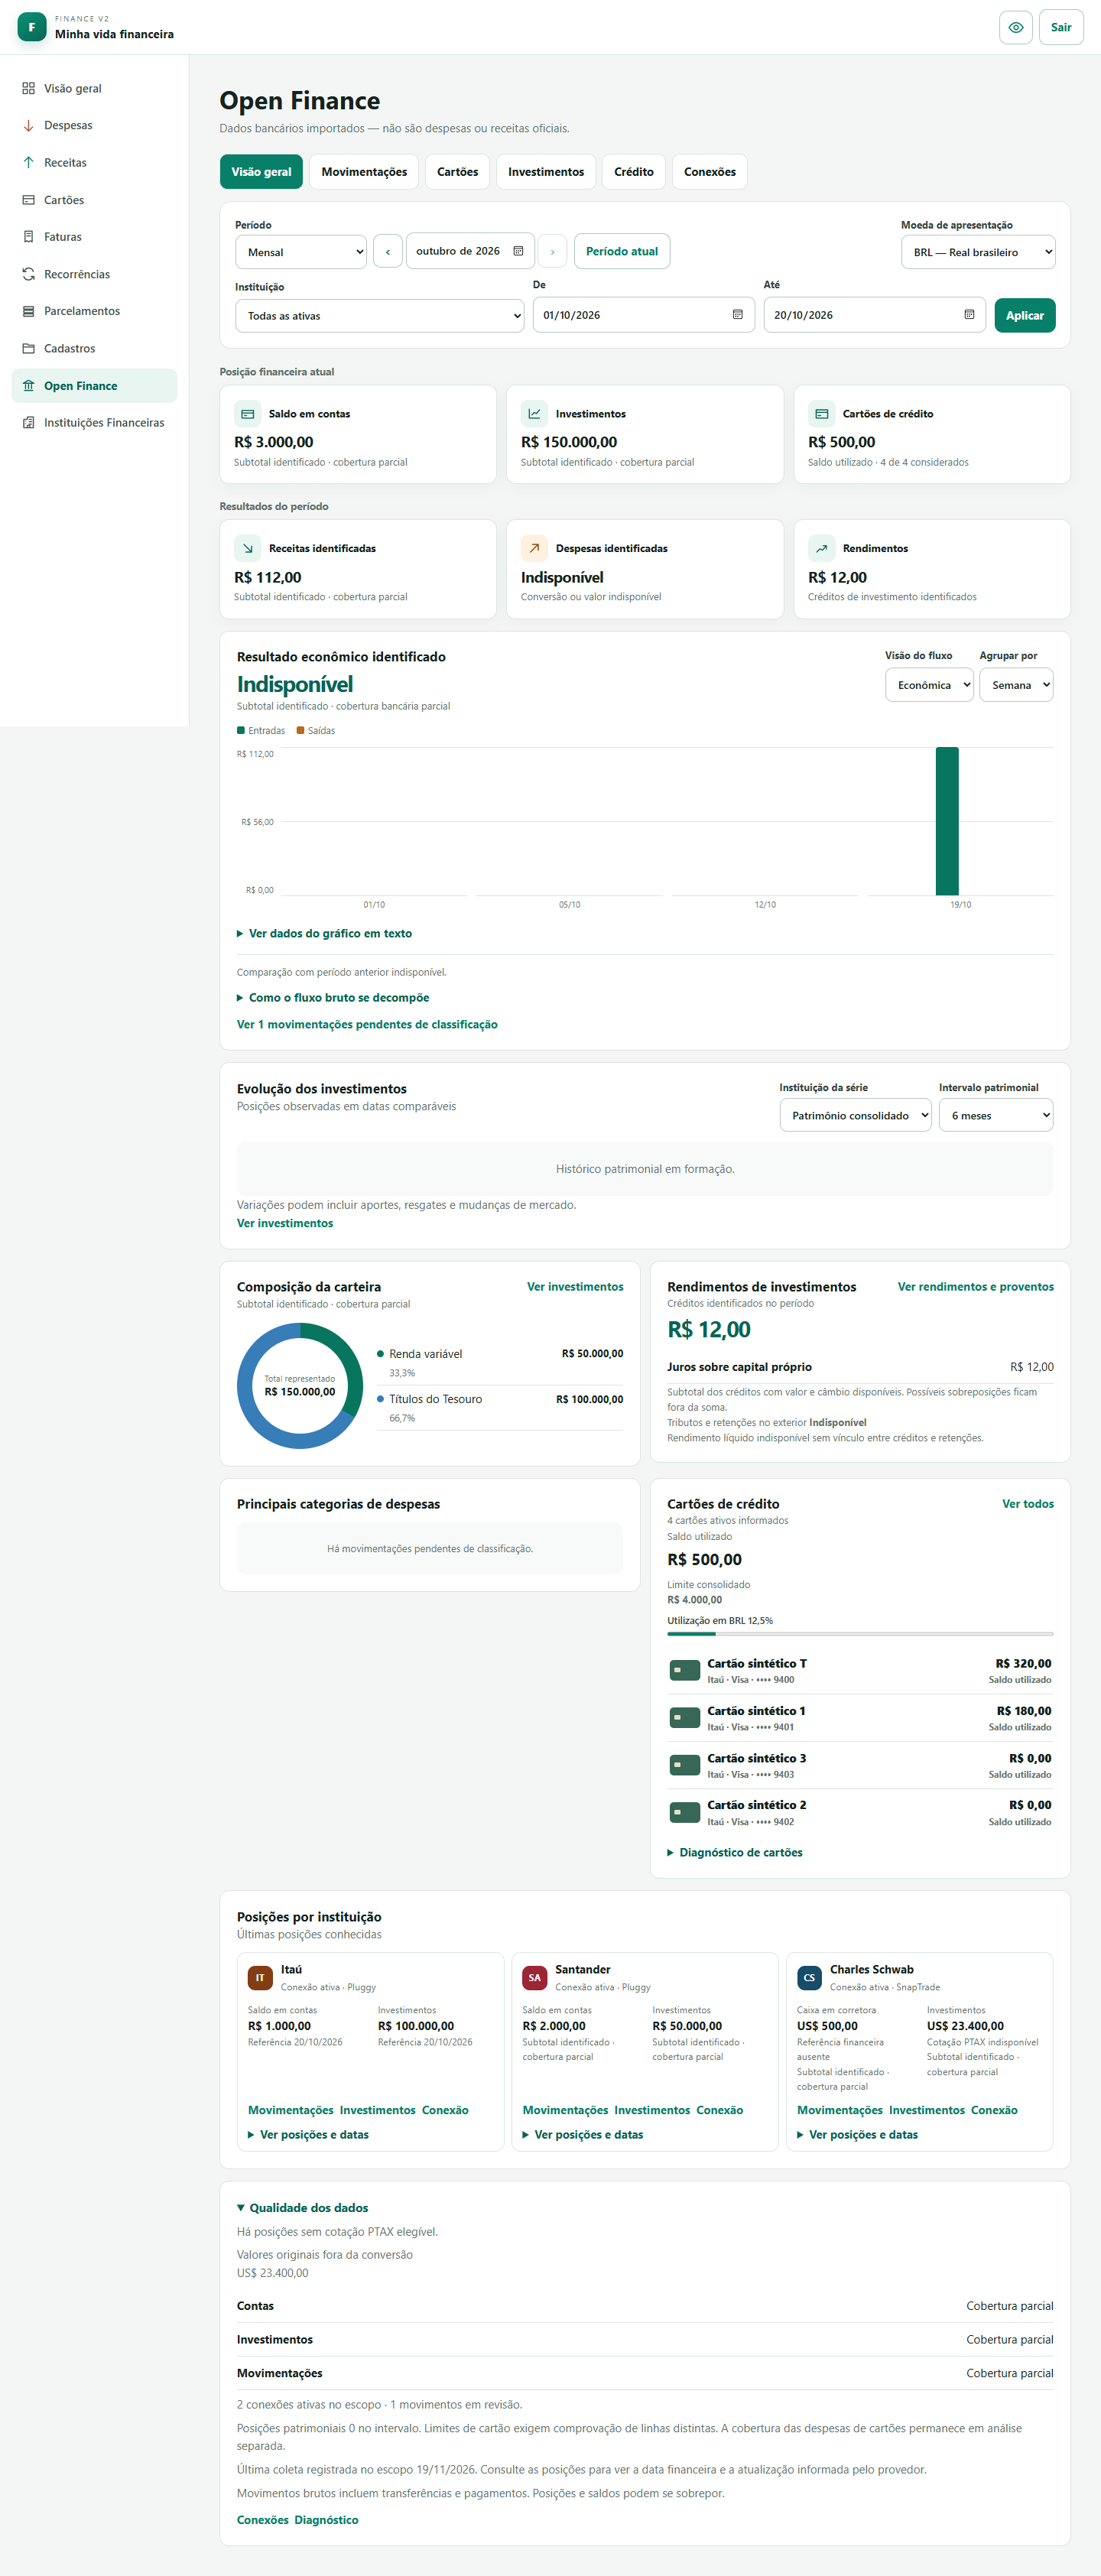 F
FINANCE V2
Minha vida financeira
Sair
Visão geral
Despesas
Receitas
Cartões
Faturas
Recorrências
Parcelamentos
Cadastros
Open Finance
Instituições Financeiras
Open Finance
Dados bancários importados — não são despesas ou receitas oficiais.
Visão geral
Movimentações
Cartões
Investimentos
Crédito
Conexões
Período
Mensal
‹
outubro de 2026
›
Período atual
Moeda de apresentação
BRL — Real brasileiro
Instituição
Todas as ativas
De
01/10/2026
Até
20/10/2026
Aplicar
Posição financeira atual
Saldo em contas
R$ 3.000,00
Subtotal identificado · cobertura parcial
Investimentos
R$ 150.000,00
Subtotal identificado · cobertura parcial
Cartões de crédito
R$ 500,00
Saldo utilizado · 4 de 4 considerados
Resultados do período
Receitas identificadas
R$ 112,00
Subtotal identificado · cobertura parcial
Despesas identificadas
Indisponível
Conversão ou valor indisponível
Rendimentos
R$ 12,00
Créditos de investimento identificados
Resultado econômico identificado
Indisponível
Subtotal identificado · cobertura bancária parcial
Visão do fluxo
Econômica
Agrupar por
Semana
Entradas
Saídas
R$ 112,00
R$ 56,00
R$ 0,00
01/10
05/10
12/10
19/10
Ver dados do gráfico em texto
Comparação com período anterior indisponível.
Como o fluxo bruto se decompõe
Ver 1 movimentações pendentes de classificação
Evolução dos investimentos
Posições observadas em datas comparáveis
Instituição da série
Patrimônio consolidado
Intervalo patrimonial
6 meses
Histórico patrimonial em formação.
Variações podem incluir aportes, resgates e mudanças de mercado.
Ver investimentos
Composição da carteira
Ver investimentos
Subtotal identificado · cobertura parcial
Total representado
R$ 150.000,00
Renda variável
R$ 50.000,00
33,3%
Títulos do Tesouro
R$ 100.000,00
66,7%
Rendimentos de investimentos
Ver rendimentos e proventos
Créditos identificados no período
R$ 12,00
Juros sobre capital próprio
R$ 12,00
Subtotal dos créditos com valor e câmbio disponíveis. Possíveis sobreposições ficam
fora da soma.
Tributos e retenções no exterior Indisponível
Rendimento líquido indisponível sem vínculo entre créditos e retenções.
Principais categorias de despesas
Há movimentações pendentes de classificação.
Cartões de crédito
Ver todos
4 cartões ativos informados
Saldo utilizado
R$ 500,00
Limite consolidado
R$ 4.000,00
Utilização em BRL 12,5%
Cartão sintético T
R$ 320,00
Itaú · Visa · •••• 9400
Saldo utilizado
Cartão sintético 1
R$ 180,00
Itaú · Visa · •••• 9401
Saldo utilizado
Cartão sintético 3
R$ 0,00
Itaú · Visa · •••• 9403
Saldo utilizado
Cartão sintético 2
R$ 0,00
Itaú · Visa · •••• 9402
Saldo utilizado
Diagnóstico de cartões
Posições por instituição
Últimas posições conhecidas
IT
Itaú
Conexão ativa · Pluggy
Saldo em contas
R$ 1.000,00
Referência 20/10/2026
Investimentos
R$ 100.000,00
Referência 20/10/2026
Movimentações Investimentos Conexão
Ver posições e datas
SA
Santander
Conexão ativa · Pluggy
Saldo em contas
R$ 2.000,00
Subtotal identificado ·
cobertura parcial
Investimentos
R$ 50.000,00
Subtotal identificado ·
cobertura parcial
Movimentações Investimentos Conexão
Ver posições e datas
CS
Charles Schwab
Conexão ativa · SnapTrade
Caixa em corretora
US$ 500,00
Referência financeira
ausente
Subtotal identificado ·
cobertura parcial
Investimentos
US$ 23.400,00
Cotação PTAX indisponível
Subtotal identificado ·
cobertura parcial
Movimentações Investimentos Conexão
Ver posições e datas
Qualidade dos dados
Há posições sem cotação PTAX elegível.
Valores originais fora da conversão
US$ 23.400,00
Contas
Cobertura parcial
Investimentos
Cobertura parcial
Movimentações
Cobertura parcial
2 conexões ativas no escopo · 1 movimentos em revisão.
Posições patrimoniais 0 no intervalo. Limites de cartão exigem comprovação de linhas distintas. A cobertura das despesas de cartões permanece em análise
separada.
Última coleta registrada no escopo 19/11/2026. Consulte as posições para ver a data financeira e a atualização informada pelo provedor.
Movimentos brutos incluem transferências e pagamentos. Posições e saldos podem se sobrepor.
Conexões Diagnóstico